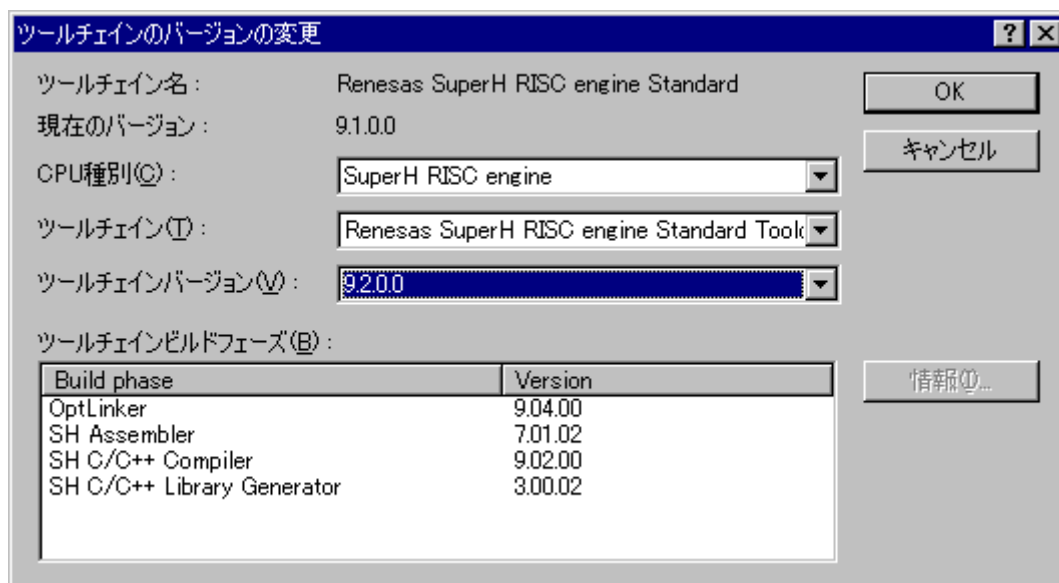 ツールチェインのバージョンの変更
ツールチェイン名 : Renesas SuperH RISC engine Standard
OK
現在のバージョン : 9.1.0.0
キャンセル
CPU種別(C) : SuperH RISC engine
ツールチェイン(T) : Renesas SuperH RISC engine Standard Toolc
ツールチェインバージョン(V) : 9.2.0.0
ツールチェインビルドフェーズ(B) :
情報(I)...
Build phase Version
OptLinker 9.04.00
SH Assembler 7.01.02
SH C/C++ Compiler 9.02.00
SH C/C++ Library Generator 3.00.02